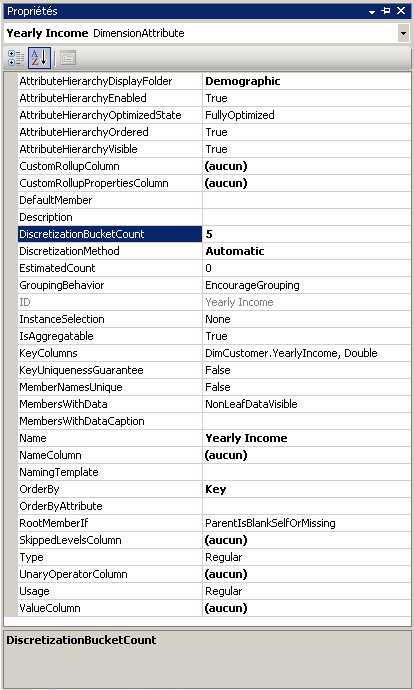 Propriétés
Yearly Income DimensionAttribute
AttributeHierarchyDisplayFolder Demographic
AttributeHierarchyEnabled True
AttributeHierarchyOptimizedState FullyOptimized
AttributeHierarchyOrdered True
AttributeHierarchyVisible True
CustomRollupColumn (aucun)
CustomRollupPropertiesColumn (aucun)
DefaultMember
Description
DiscretizationBucketCount 5
DiscretizationMethod Automatic
EstimatedCount 0
GroupingBehavior EncourageGrouping
ID Yearly Income
InstanceSelection None
IsAggregatable True
KeyColumns DimCustomer.YearlyIncome, Double
KeyUniquenessGuarantee False
MemberNamesUnique False
MembersWithData NonLeafDataVisible
MembersWithDataCaption
Name Yearly Income
NameColumn (aucun)
NamingTemplate
OrderBy Key
OrderByAttribute
RootMemberIf ParentIsBlankSelfOrMissing
SkippedLevelsColumn (aucun)
Type Regular
UnaryOperatorColumn (aucun)
Usage Regular
ValueColumn (aucun)
DiscretizationBucketCount